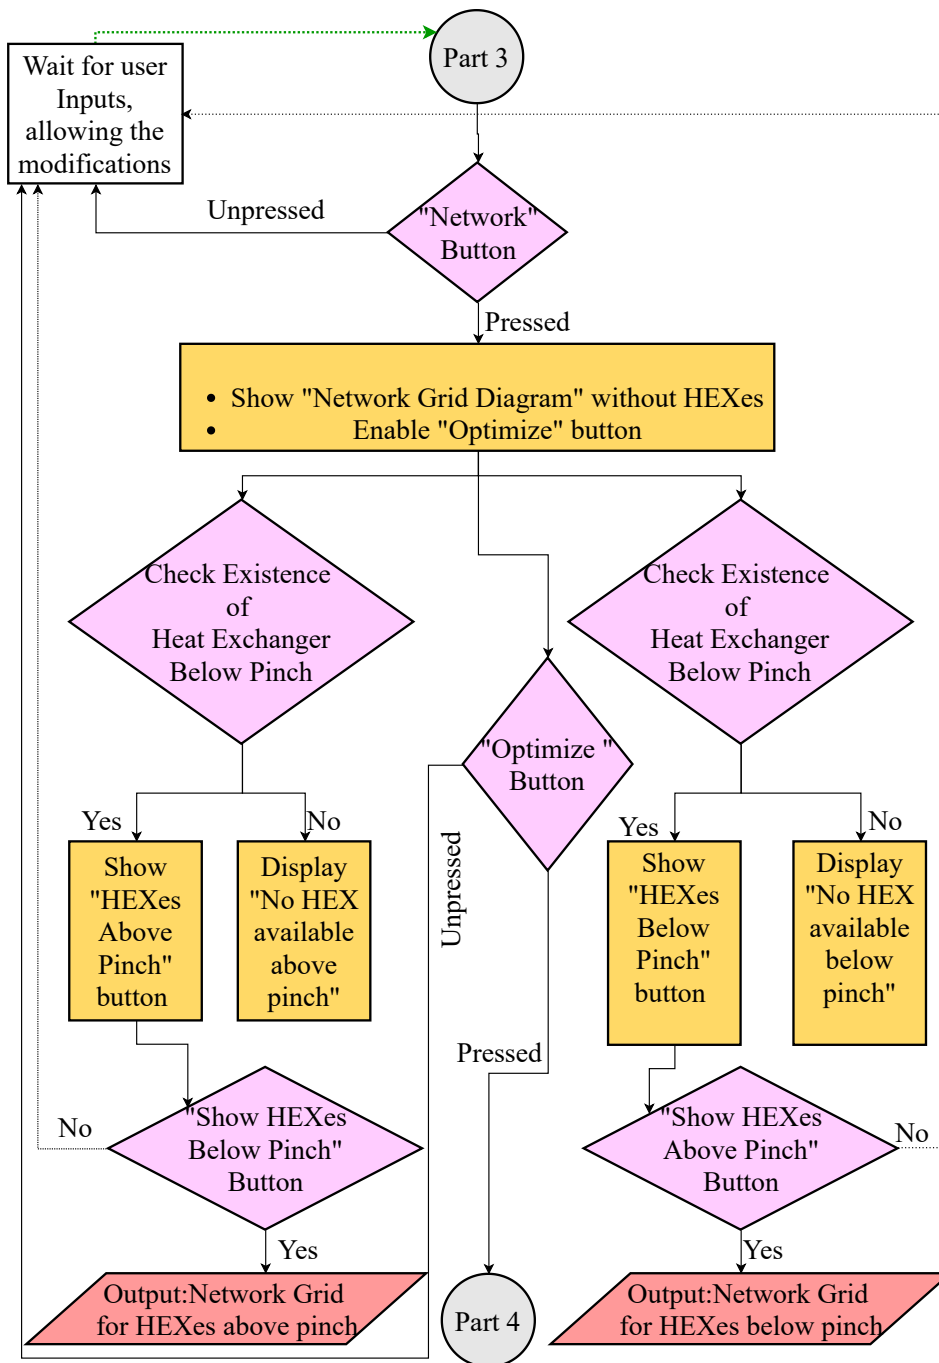 Part 3
Wait for user
Inputs,
allowing the
modifications
Unpressed
"Network"
Button
Pressed
• Show "Network Grid Diagram" without HEXes
• Enable "Optimize" button
Check Existence
of
Heat Exchanger
Below Pinch
Check Existence
of
Heat Exchanger
Below Pinch
"Optimize "
Button
Unpressed
Pressed
Yes
No
Show
"HEXes
Above
Pinch"
button
Display
"No HEX
available
above
pinch"
Yes
No
Show
"HEXes
Below
Pinch"
button
Display
"No HEX
available
below
pinch"
No
"Show HEXes
Below Pinch"
Button
Yes
"Show HEXes
Above Pinch"
Button
No
Yes
Output:Network Grid
for HEXes above pinch
Part 4
Output:Network Grid
for HEXes below pinch